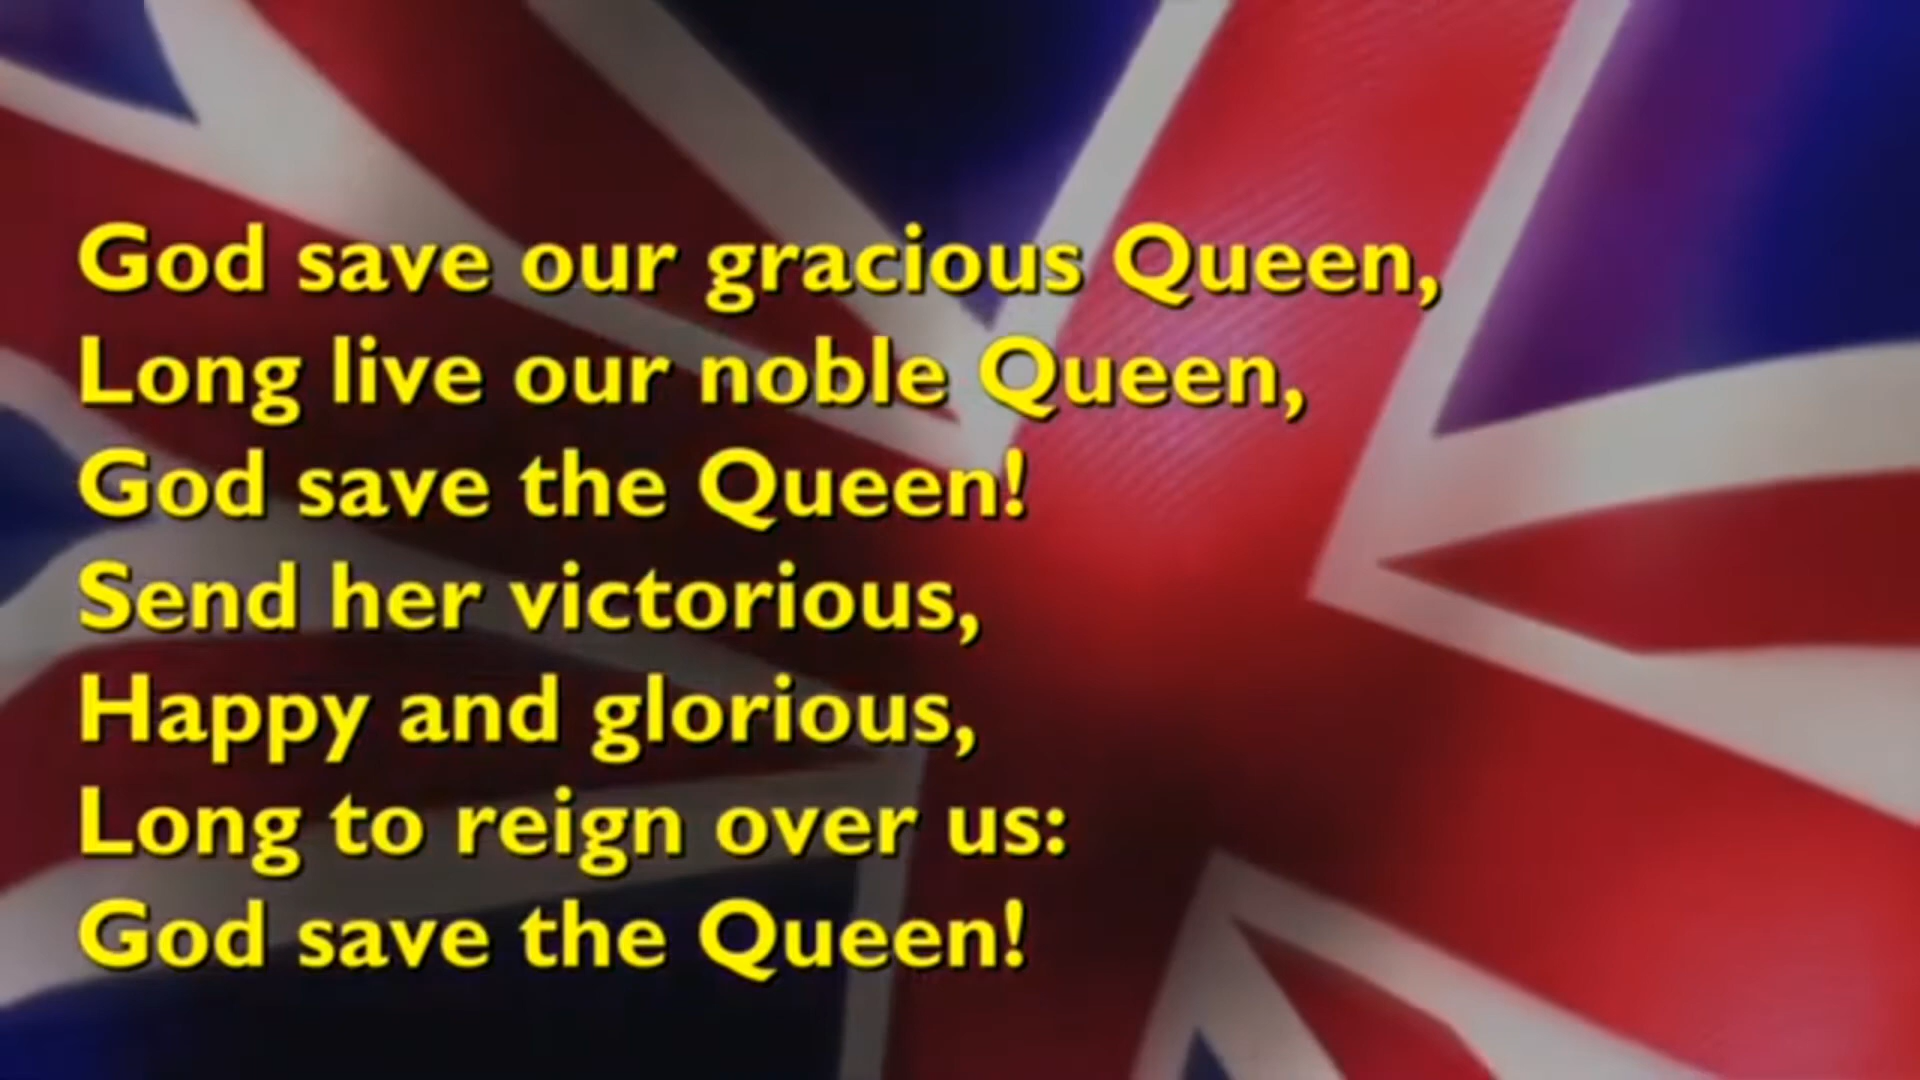 God save our gracious Queen,
Long live our noble Queen,
God save the Queen!
Send her victorious,
Happy and glorious,
Long to reign over us:
God save the Queen!